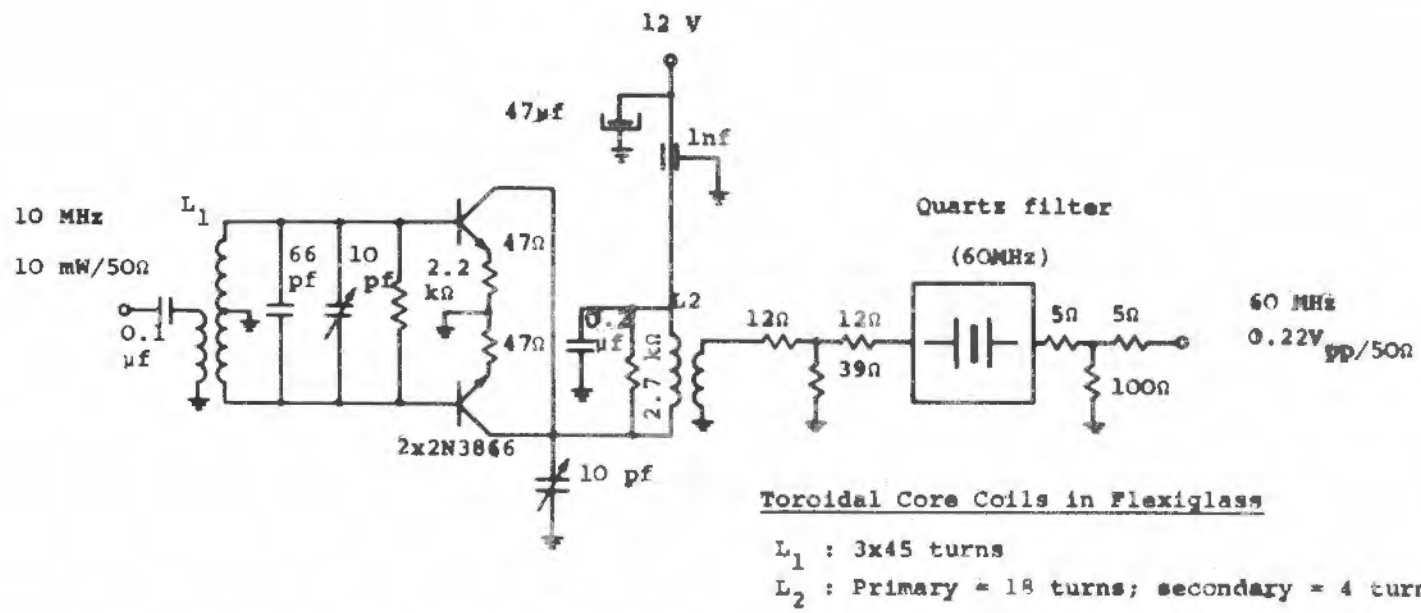 12 V
47µf
1nf
10 MHz
10 mW/50Ω
L1
66 pf
10 pf
0.1 µf
2.2 kΩ
47Ω
47Ω
2x2N3866
10 pf
µf
L2
2.7 kΩ
12Ω
12Ω
39Ω
Quartz filter
(60MHz)
5Ω
5Ω
100Ω
60 MHz
0.22Vpp/50Ω
Toroidal Core Coils in Plexiglass
L1 : 3x45 turns
L2 : Primary = 18 turns; secondary = 4 turn